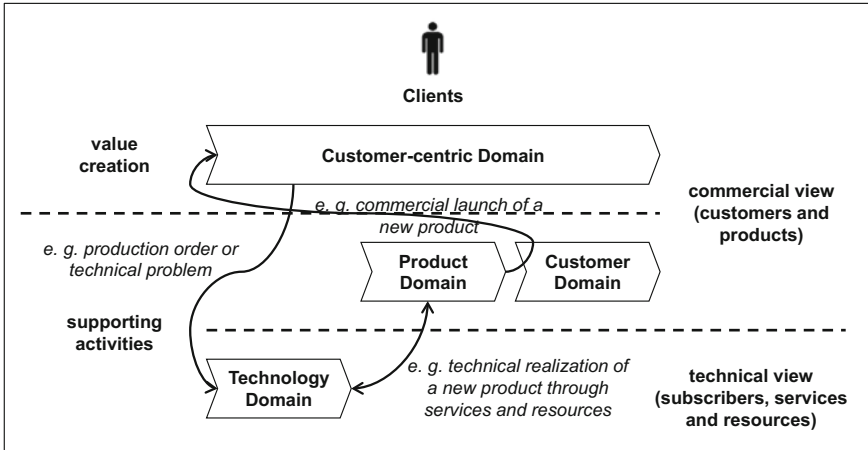 Clients
value
creation
Customer-centric Domain
e. g. commercial launch of a
new product
commercial view
(customers and
products)
e. g. production order or
technical problem
Product
Domain
Customer
Domain
supporting
activities
Technology
Domain
e. g. technical realization of
a new product through
services and resources
technical view
(subscribers, services
and resources)